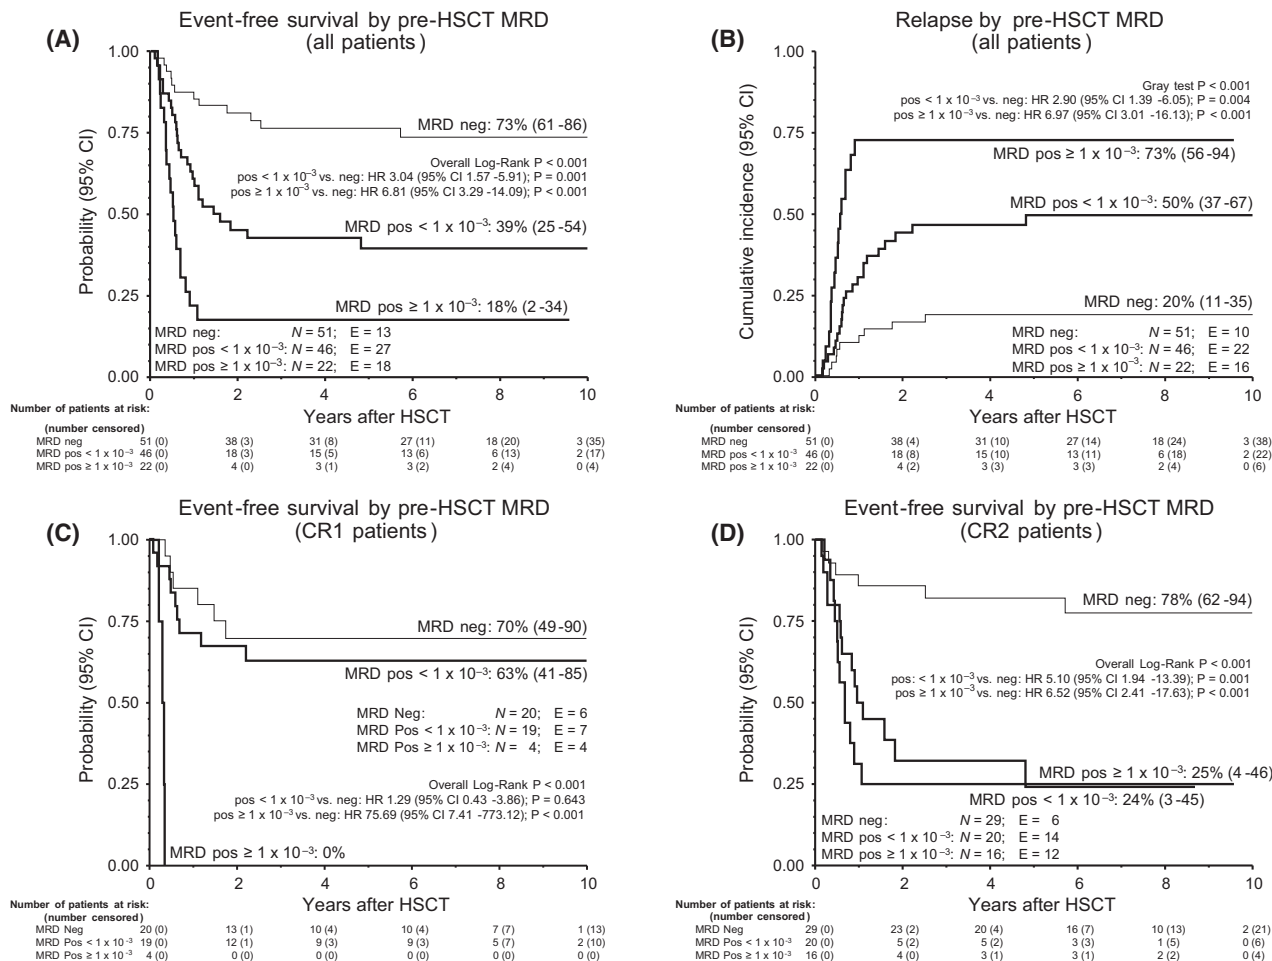 (A)
Event-free survival by pre-HSCT MRD
(all patients)
1.00
0.75
0.50
0.25
0.00
Probability (95% CI)
MRD neg: 73% (61-86)
Overall Log-Rank P < 0.001
pos < 1 x 10⁻³ vs. neg: HR 3.04 (95% CI 1.57 -5.91); P = 0.001
pos ≥ 1 x 10⁻³ vs. neg: HR 6.81 (95% CI 3.29 -14.09); P < 0.001
MRD pos < 1 x 10⁻³: 39% (25-54)
MRD pos ≥ 1 x 10⁻³: 18% (2-34)
MRD neg: N = 51; E = 13
MRD pos < 1 x 10⁻³: N = 46; E = 27
MRD pos ≥ 1 x 10⁻³: N = 22; E = 18
0 2 4 6 8 10
Years after HSCT
Number of patients at risk:
(number censored)
MRD neg 51 (0) 38 (3) 31 (8) 27 (11) 18 (20) 3 (35)
MRD pos < 1 x 10⁻³ 46 (0) 18 (3) 15 (5) 13 (6) 6 (13) 2 (17)
MRD pos ≥ 1 x 10⁻³ 22 (0) 4 (0) 3 (1) 3 (2) 2 (4) 0 (4)
(B)
Relapse by pre-HSCT MRD
(all patients)
1.00
0.75
0.50
0.25
0.00
Cumulative incidence (95% CI)
Gray test P < 0.001
pos < 1 x 10⁻³ vs. neg: HR 2.90 (95% CI 1.39 -6.05); P = 0.004
pos ≥ 1 x 10⁻³ vs. neg: HR 6.97 (95% CI 3.01 -16.13); P < 0.001
MRD pos ≥ 1 x 10⁻³: 73% (56-94)
MRD pos < 1 x 10⁻³: 50% (37-67)
MRD neg: 20% (11-35)
MRD neg: N = 51; E = 10
MRD pos < 1 x 10⁻³: N = 46; E = 22
MRD pos ≥ 1 x 10⁻³: N = 22; E = 16
0 2 4 6 8 10
Years after HSCT
Number of patients at risk:
(number censored)
MRD neg 51 (0) 38 (4) 31 (10) 27 (14) 18 (24) 3 (38)
MRD pos < 1 x 10⁻³ 46 (0) 18 (8) 15 (10) 13 (11) 6 (18) 2 (22)
MRD pos ≥ 1 x 10⁻³ 22 (0) 4 (2) 3 (3) 3 (3) 2 (4) 0 (6)
(C)
Event-free survival by pre-HSCT MRD
(CR1 patients)
1.00
0.75
0.50
0.25
0.00
Probability (95% CI)
MRD neg: 70% (49-90)
MRD pos < 1 x 10⁻³: 63% (41-85)
MRD Neg: N = 20; E = 6
MRD Pos < 1 x 10⁻³: N = 19; E = 7
MRD Pos ≥ 1 x 10⁻³: N = 4; E = 4
Overall Log-Rank P < 0.001
pos < 1 x 10⁻³ vs. neg: HR 1.29 (95% CI 0.43 -3.86); P = 0.643
pos ≥ 1 x 10⁻³ vs. neg: HR 75.69 (95% CI 7.41 -773.12); P < 0.001
MRD pos ≥ 1 x 10⁻³: 0%
0 2 4 6 8 10
Years after HSCT
Number of patients at risk:
(number censored)
MRD Neg 20 (0) 13 (1) 10 (4) 10 (4) 7 (7) 1 (13)
MRD Pos < 1 x 10⁻³ 19 (0) 12 (1) 9 (3) 9 (3) 5 (7) 2 (10)
MRD Pos ≥ 1 x 10⁻³ 4 (0) 0 (0) 0 (0) 0 (0) 0 (0) 0 (0)
(D)
Event-free survival by pre-HSCT MRD
(CR2 patients)
1.00
0.75
0.50
0.25
0.00
Probability (95% CI)
MRD neg: 78% (62-94)
Overall Log-Rank P < 0.001
pos: < 1 x 10⁻³ vs. neg: HR 5.10 (95% CI 1.94 -13.39); P = 0.001
pos ≥ 1 x 10⁻³ vs. neg: HR 6.52 (95% CI 2.41 -17.63); P < 0.001
MRD pos ≥ 1 x 10⁻³: 25% (4-46)
MRD pos < 1 x 10⁻³: 24% (3-45)
MRD neg: N = 29; E = 6
MRD pos < 1 x 10⁻³: N = 20; E = 14
MRD pos ≥ 1 x 10⁻³: N = 16; E = 12
0 2 4 6 8 10
Years after HSCT
Number of patients at risk:
(number censored)
MRD Neg 29 (0) 23 (2) 20 (4) 16 (7) 10 (13) 2 (21)
MRD Pos < 1 x 10⁻³ 20 (0) 5 (2) 5 (2) 3 (3) 1 (5) 0 (6)
MRD Pos ≥ 1 x 10⁻³ 16 (0) 4 (0) 3 (1) 3 (1) 2 (2) 0 (4)